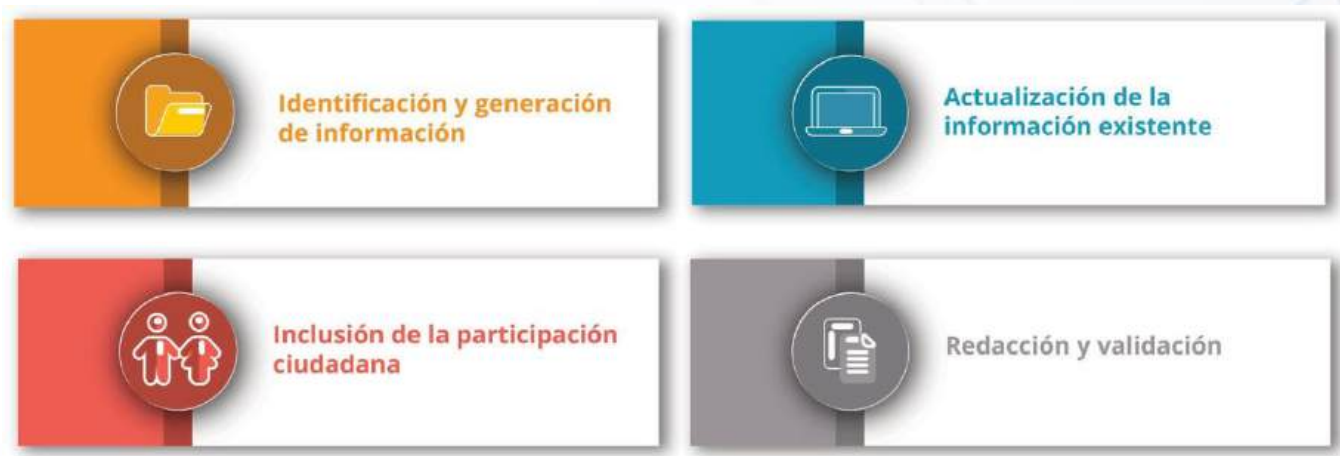 Identificación y generación
de información
Actualización de la
información existente
Inclusión de la participación
ciudadana
Redacción y validación